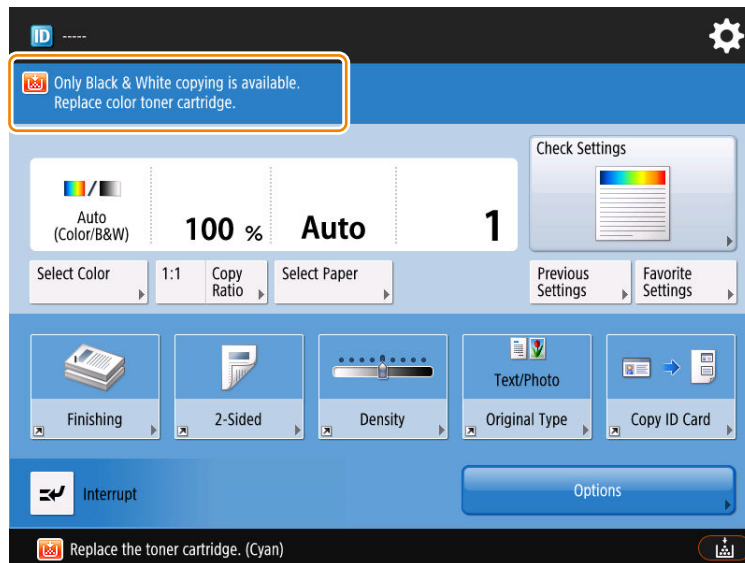 ID -----
Only Black & White copying is available.
Replace color toner cartridge.
Check Settings
Auto
(Color/B&W)
100 %
Auto
1
Select Color
1:1
Copy
Ratio
Select Paper
Previous
Settings
Favorite
Settings
Finishing
2-Sided
Density
Text/Photo
Original Type
Copy ID Card
Interrupt
Options
Replace the toner cartridge. (Cyan)